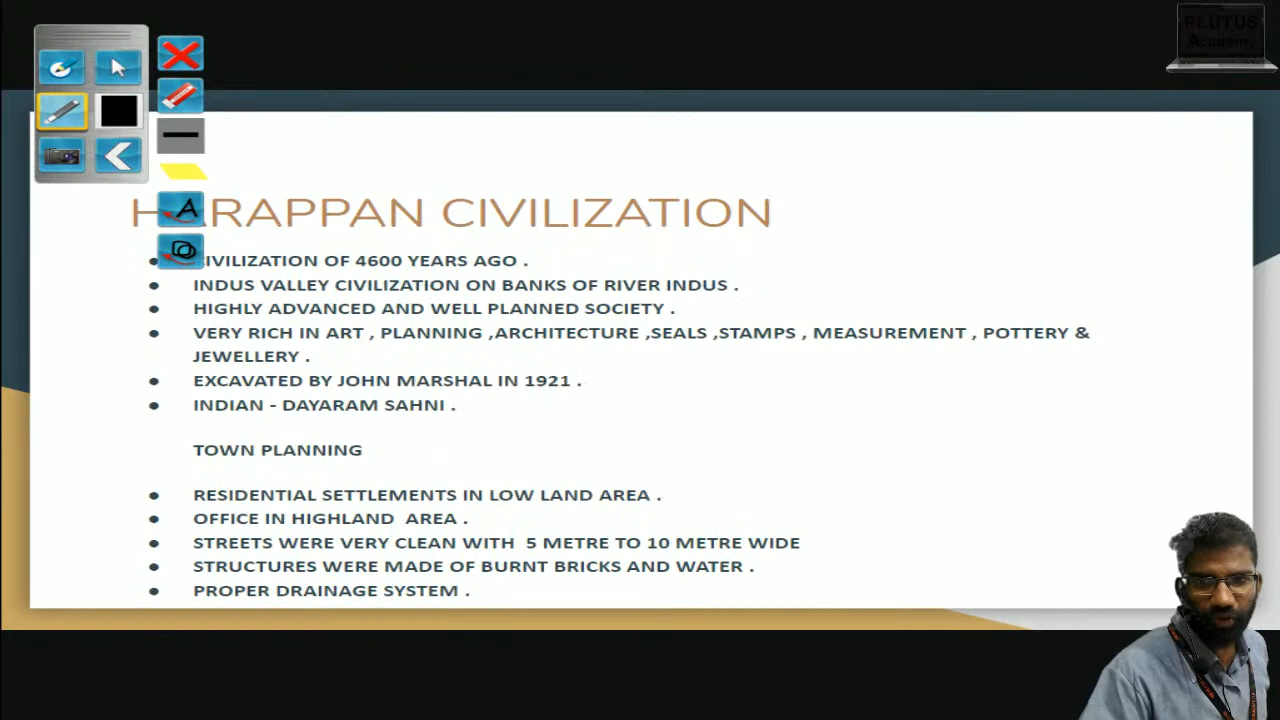 PLUTUS
Academy
HARAPPAN CIVILIZATION
● CIVILIZATION OF 4600 YEARS AGO .
● INDUS VALLEY CIVILIZATION ON BANKS OF RIVER INDUS .
● HIGHLY ADVANCED AND WELL PLANNED SOCIETY .
● VERY RICH IN ART , PLANNING ,ARCHITECTURE ,SEALS ,STAMPS , MEASUREMENT , POTTERY &
JEWELLERY .
● EXCAVATED BY JOHN MARSHAL IN 1921 .
● INDIAN - DAYARAM SAHNI .
TOWN PLANNING
● RESIDENTIAL SETTLEMENTS IN LOW LAND AREA .
● OFFICE IN HIGHLAND AREA .
● STREETS WERE VERY CLEAN WITH 5 METRE TO 10 METRE WIDE
● STRUCTURES WERE MADE OF BURNT BRICKS AND WATER .
● PROPER DRAINAGE SYSTEM .